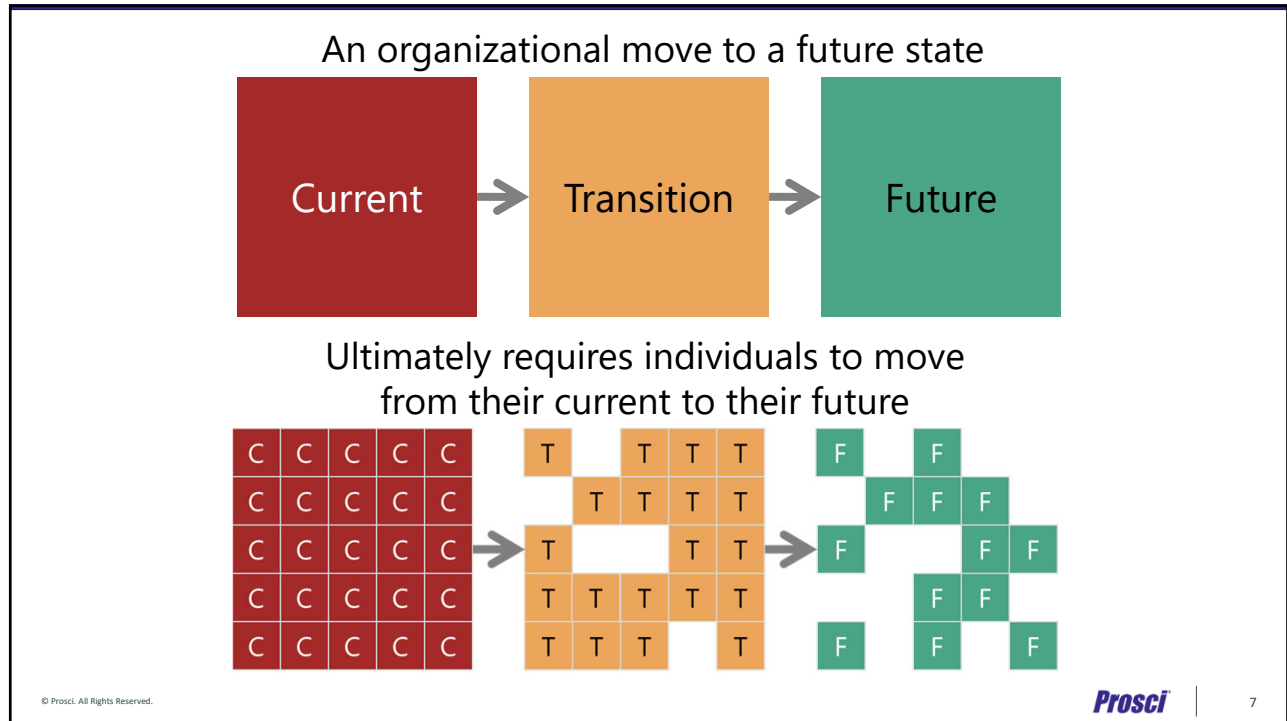 An organizational move to a future state
Current
Transition
Future
Ultimately requires individuals to move
from their current to their future
C C C C C T T T T F F
C C C C C T T T T F F F
C C C C C T T T F F F
C C C C C T T T T T F F
C C C C C T T T T F F F
© Prosci. All Rights Reserved.
Prosci
7